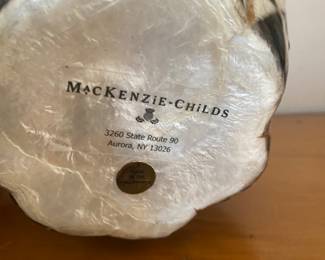 MACKENZIE-CHILDS
3260 State Route 90
Aurora, NY 13026